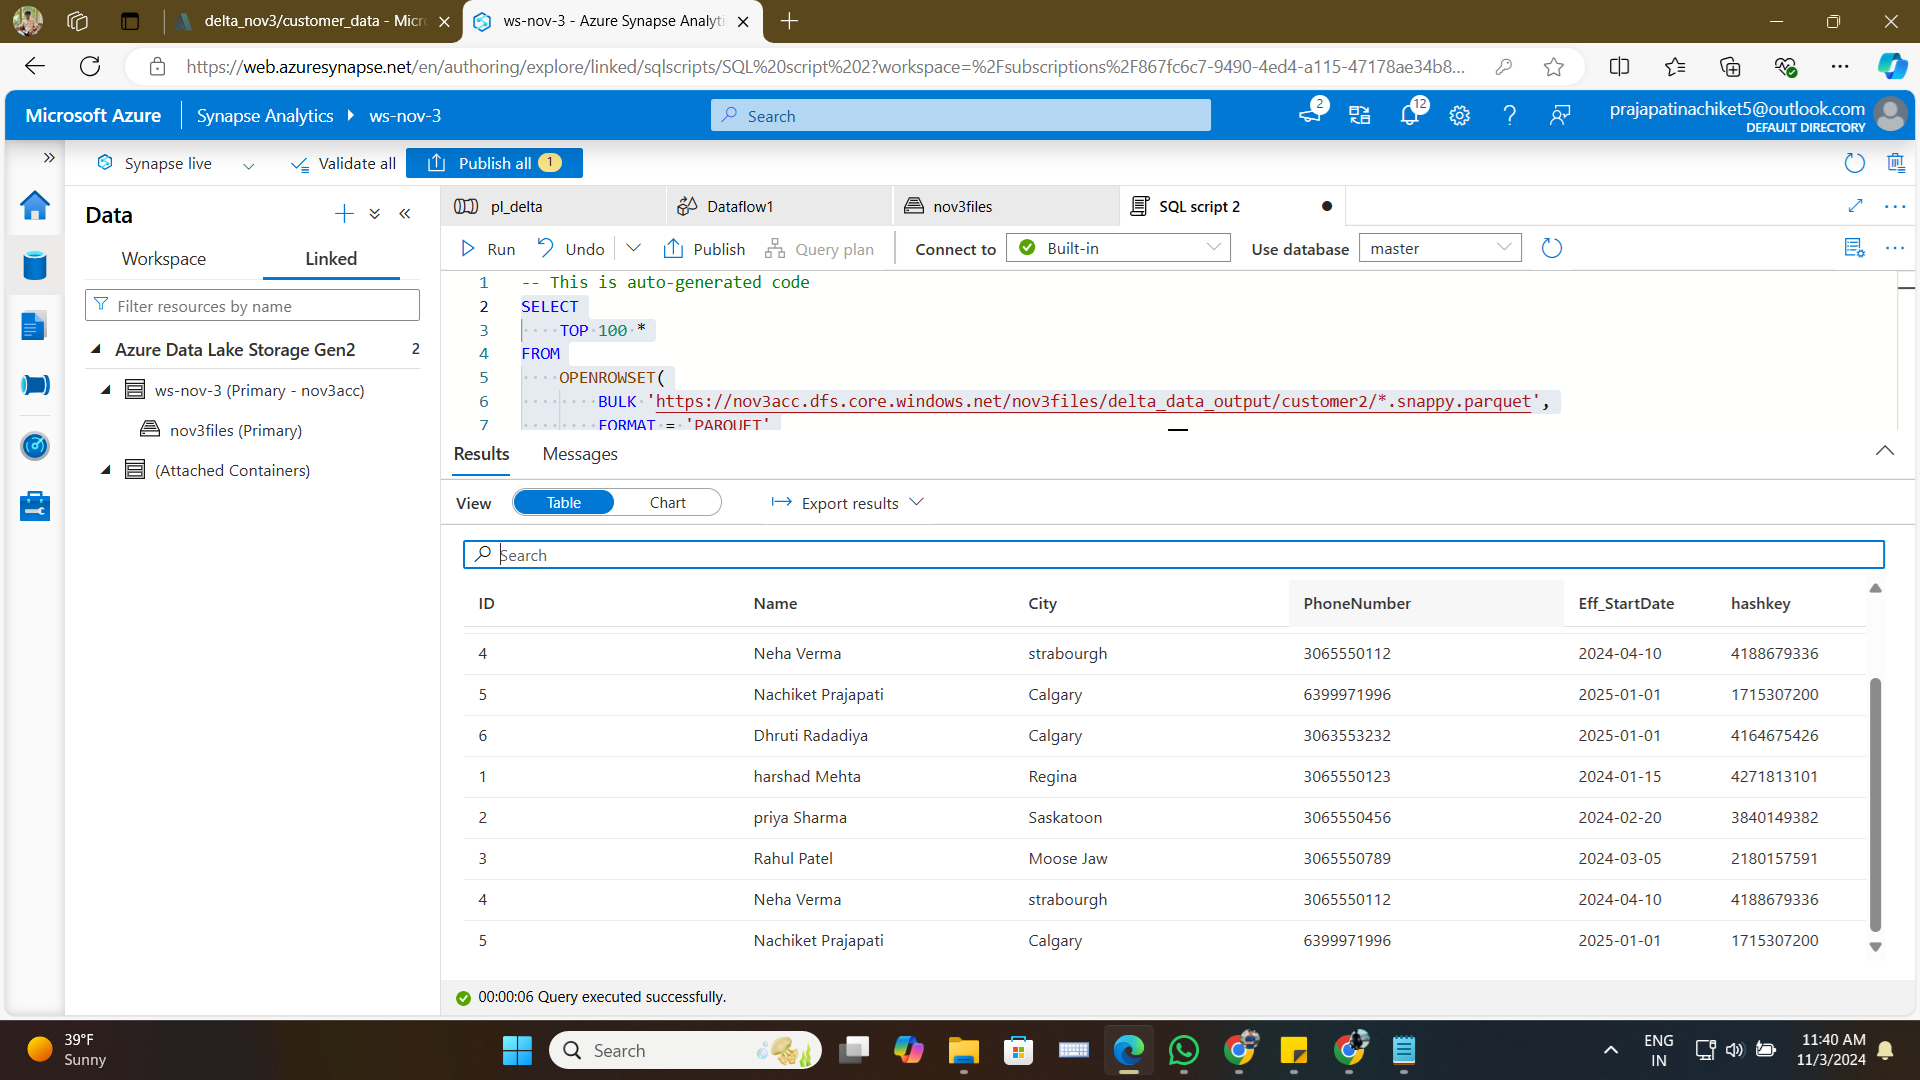 delta_nov3/customer_data - Micr
ws-nov-3 - Azure Synapse Analyti
https://web.azuresynapse.net/en/authoring/explore/linked/sqlscripts/SQL%20script%202?workspace=%2Fsubscriptions%2F867fc6c7-9490-4ed4-a115-47178ae34b8...
Microsoft Azure
Synapse Analytics
ws-nov-3
Search
2
12
prajapatinachiket5@outlook.com
DEFAULT DIRECTORY
Synapse live
Validate all
Publish all 1
Data
Workspace
Linked
Filter resources by name
Azure Data Lake Storage Gen2 2
ws-nov-3 (Primary - nov3acc)
nov3files (Primary)
(Attached Containers)
pl_delta
Dataflow1
nov3files
SQL script 2
Run
Undo
Publish
Query plan
Connect to
Built-in
Use database
master
1 -- This is auto-generated code
2 SELECT
3 TOP 100 *
4 FROM
5 OPENROWSET(
6 BULK 'https://nov3acc.dfs.core.windows.net/nov3files/delta_data_output/customer2/*.snappy.parquet',
7 FORMAT = 'PARQUET'
Results
Messages
View
Table
Chart
Export results
Search
ID Name City PhoneNumber Eff_StartDate hashkey
4 Neha Verma strabourgh 3065550112 2024-04-10 4188679336
5 Nachiket Prajapati Calgary 6399971996 2025-01-01 1715307200
6 Dhruti Radadiya Calgary 3063553232 2025-01-01 4164675426
1 harshad Mehta Regina 3065550123 2024-01-15 4271813101
2 priya Sharma Saskatoon 3065550456 2024-02-20 3840149382
3 Rahul Patel Moose Jaw 3065550789 2024-03-05 2180157591
4 Neha Verma strabourgh 3065550112 2024-04-10 4188679336
5 Nachiket Prajapati Calgary 6399971996 2025-01-01 1715307200
00:00:06 Query executed successfully.
39°F
Sunny
Search
ENG
IN
11:40 AM
11/3/2024